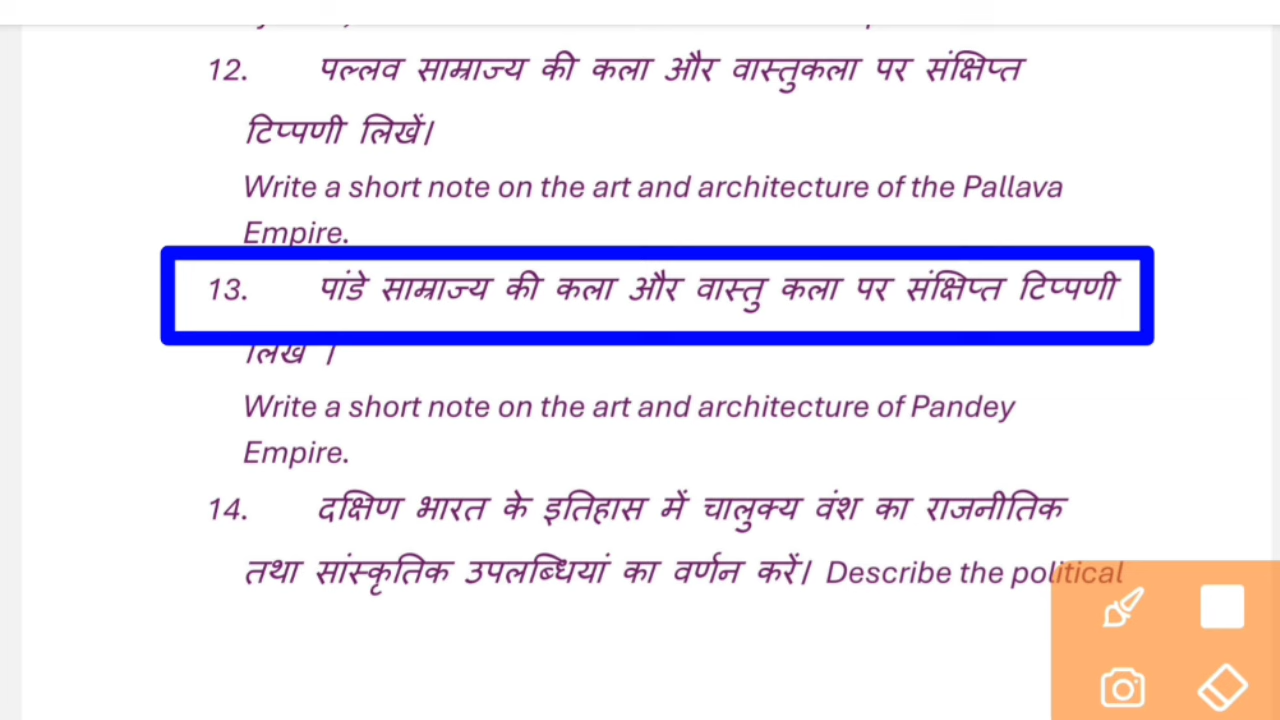 12. पल्लव साम्राज्य की कला और वास्तुकला पर संक्षिप्त
टिप्पणी लिखें।
Write a short note on the art and architecture of the Pallava
Empire.
13. पांडे साम्राज्य की कला और वास्तु कला पर संक्षिप्त टिप्पणी
लिखें ।
Write a short note on the art and architecture of Pandey
Empire.
14. दक्षिण भारत के इतिहास में चालुक्य वंश का राजनीतिक
तथा सांस्कृतिक उपलब्धियां का वर्णन करें। Describe the political